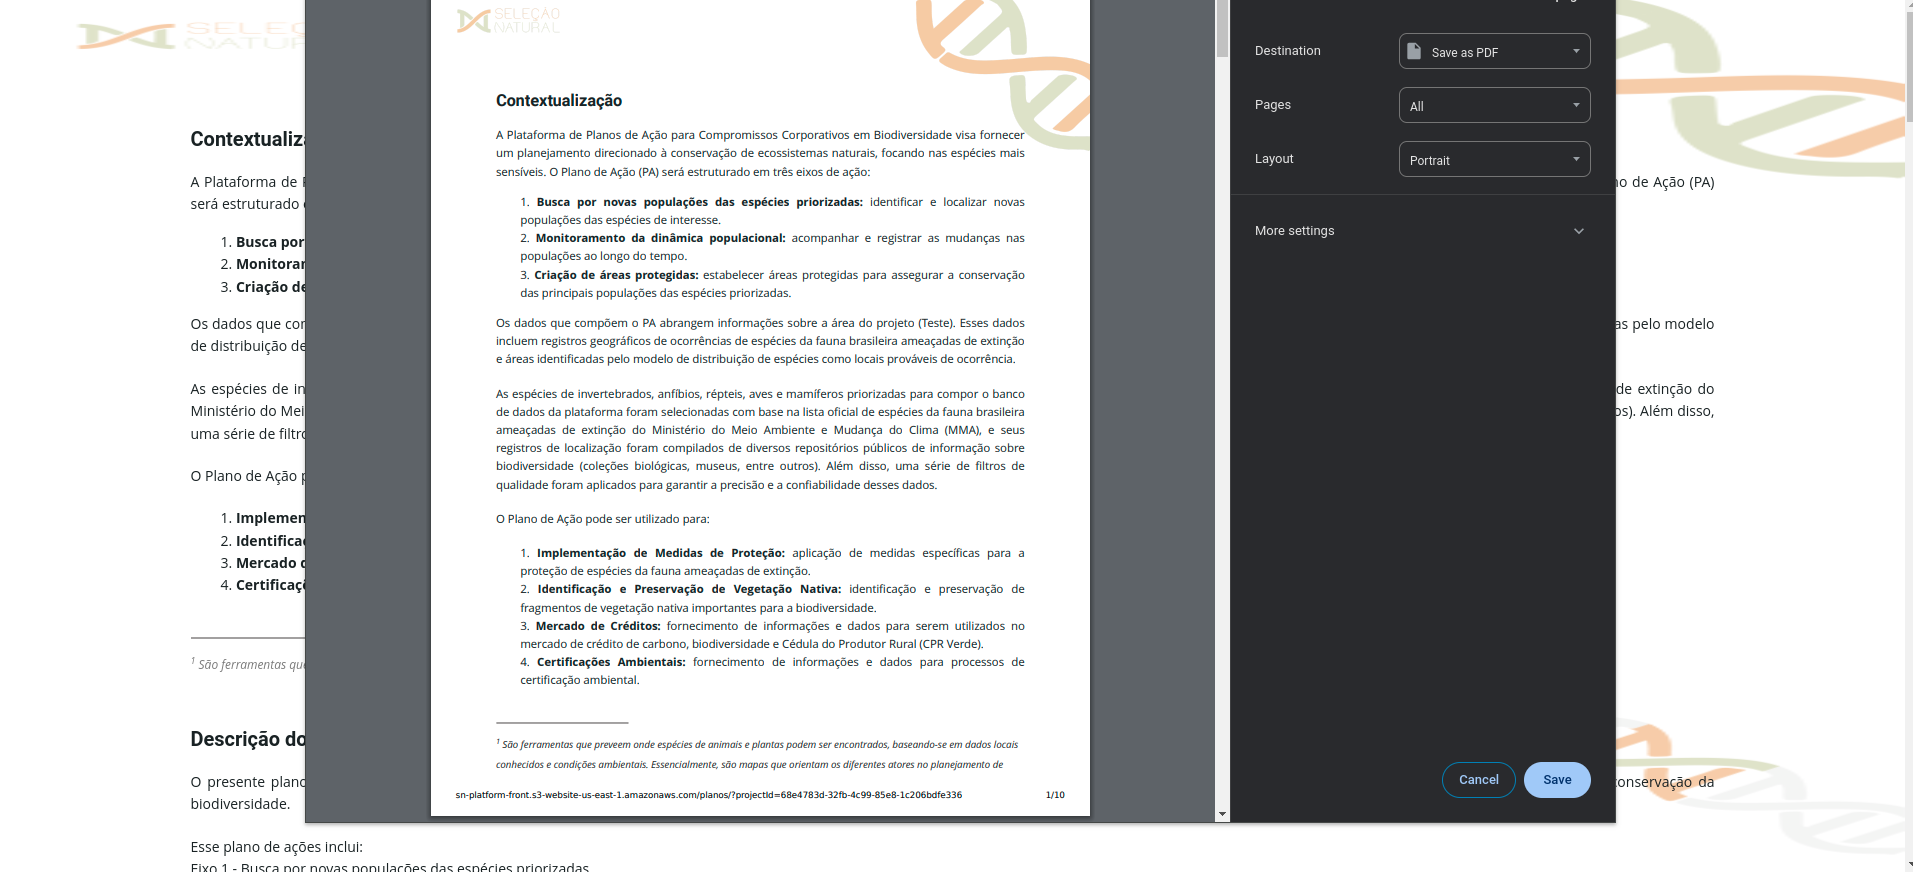 SELEÇÃO
NATURAL
Contextualiza
A Plataforma de
será estruturado
1. Busca por
2. Monitorar
3. Criação de
Os dados que
de distribuição de
As espécies de in
Ministério do Mei
uma série de filtro
O Plano de Ação
1. Implemen
2. Identificaç
3. Mercado
4. Certificaçõ
1 São ferramentas que
Descrição do
O presente plano
biodiversidade.
Esse plano de ações inclui:
Eixo 1 - Busca por novas populações das espécies priorizadas
SELEÇÃO
NATURAL
Contextualização
A Plataforma de Planos de Ação para Compromissos Corporativos em Biodiversidade visa fornecer
um planejamento direcionado à conservação de ecossistemas naturais, focando nas espécies mais
sensíveis. O Plano de Ação (PA) será estruturado em três eixos de ação:
1. Busca por novas populações das espécies priorizadas: identificar e localizar novas
populações das espécies de interesse.
2. Monitoramento da dinâmica populacional: acompanhar e registrar as mudanças nas
populações ao longo do tempo.
3. Criação de áreas protegidas: estabelecer áreas protegidas para assegurar a conservação
das principais populações das espécies priorizadas.
Os dados que compõem o PA abrangem informações sobre a área do projeto (Teste). Esses dados
incluem registros geográficos de ocorrências de espécies da fauna brasileira ameaçadas de extinção
e áreas identificadas pelo modelo de distribuição de espécies como locais prováveis de ocorrência.
As espécies de invertebrados, anfíbios, répteis, aves e mamíferos priorizadas para compor o banco
de dados da plataforma foram selecionadas com base na lista oficial de espécies da fauna brasileira
ameaçadas de extinção do Ministério do Meio Ambiente e Mudança do Clima (MMA), e seus
registros de localização foram compilados de diversos repositórios públicos de informação sobre
biodiversidade (coleções biológicas, museus, entre outros). Além disso, uma série de filtros de
qualidade foram aplicados para garantir a precisão e a confiabilidade desses dados.
O Plano de Ação pode ser utilizado para:
1. Implementação de Medidas de Proteção: aplicação de medidas específicas para a
proteção de espécies da fauna ameaçadas de extinção.
2. Identificação e Preservação de Vegetação Nativa: identificação e preservação de
fragmentos de vegetação nativa importantes para a biodiversidade.
3. Mercado de Créditos: fornecimento de informações e dados para serem utilizados no
mercado de crédito de carbono, biodiversidade e Cédula do Produtor Rural (CPR Verde).
4. Certificações Ambientais: fornecimento de informações e dados para processos de
certificação ambiental.
1 São ferramentas que preveem onde espécies de animais e plantas podem ser encontrados, baseando-se em dados locais
conhecidos e condições ambientais. Essencialmente, são mapas que orientam os diferentes atores no planejamento de
sn-platform-front.s3-website-us-east-1.amazonaws.com/planos/?projectId=68e4783d-32fb-4c99-85e8-1c206bdfe336 1/10
Destination Save as PDF
Pages All
Layout Portrait
More settings
Cancel Save
no de Ação (PA)
as pelo modelo
de extinção do
os). Além disso,
conservação da